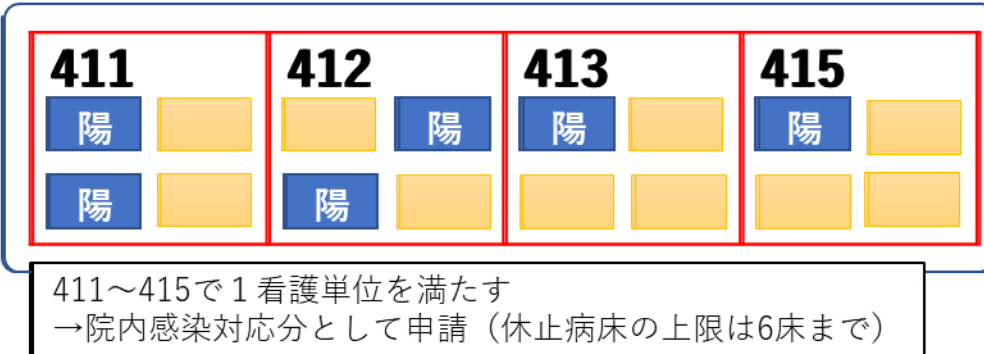 411 412 413 415
陽 陽 陽 陽
陽 陽
411～415で１看護単位を満たす
→院内感染対応分として申請（休止病床の上限は6床まで）